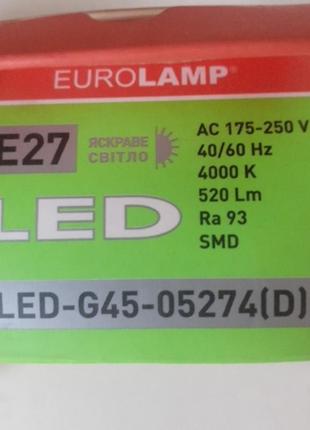 EUROLAMP®
E27
ЯСКРАВЕ
СВІТЛО
AC 175-250 V
40/60 Hz
4000 K
520 Lm
Ra 93
SMD
LED
LED-G45-05274(D)